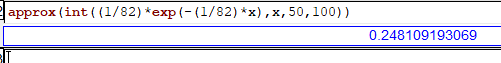 approx(int((1/82)*exp(-(1/82)*x),x,50,100))
0.248109193069